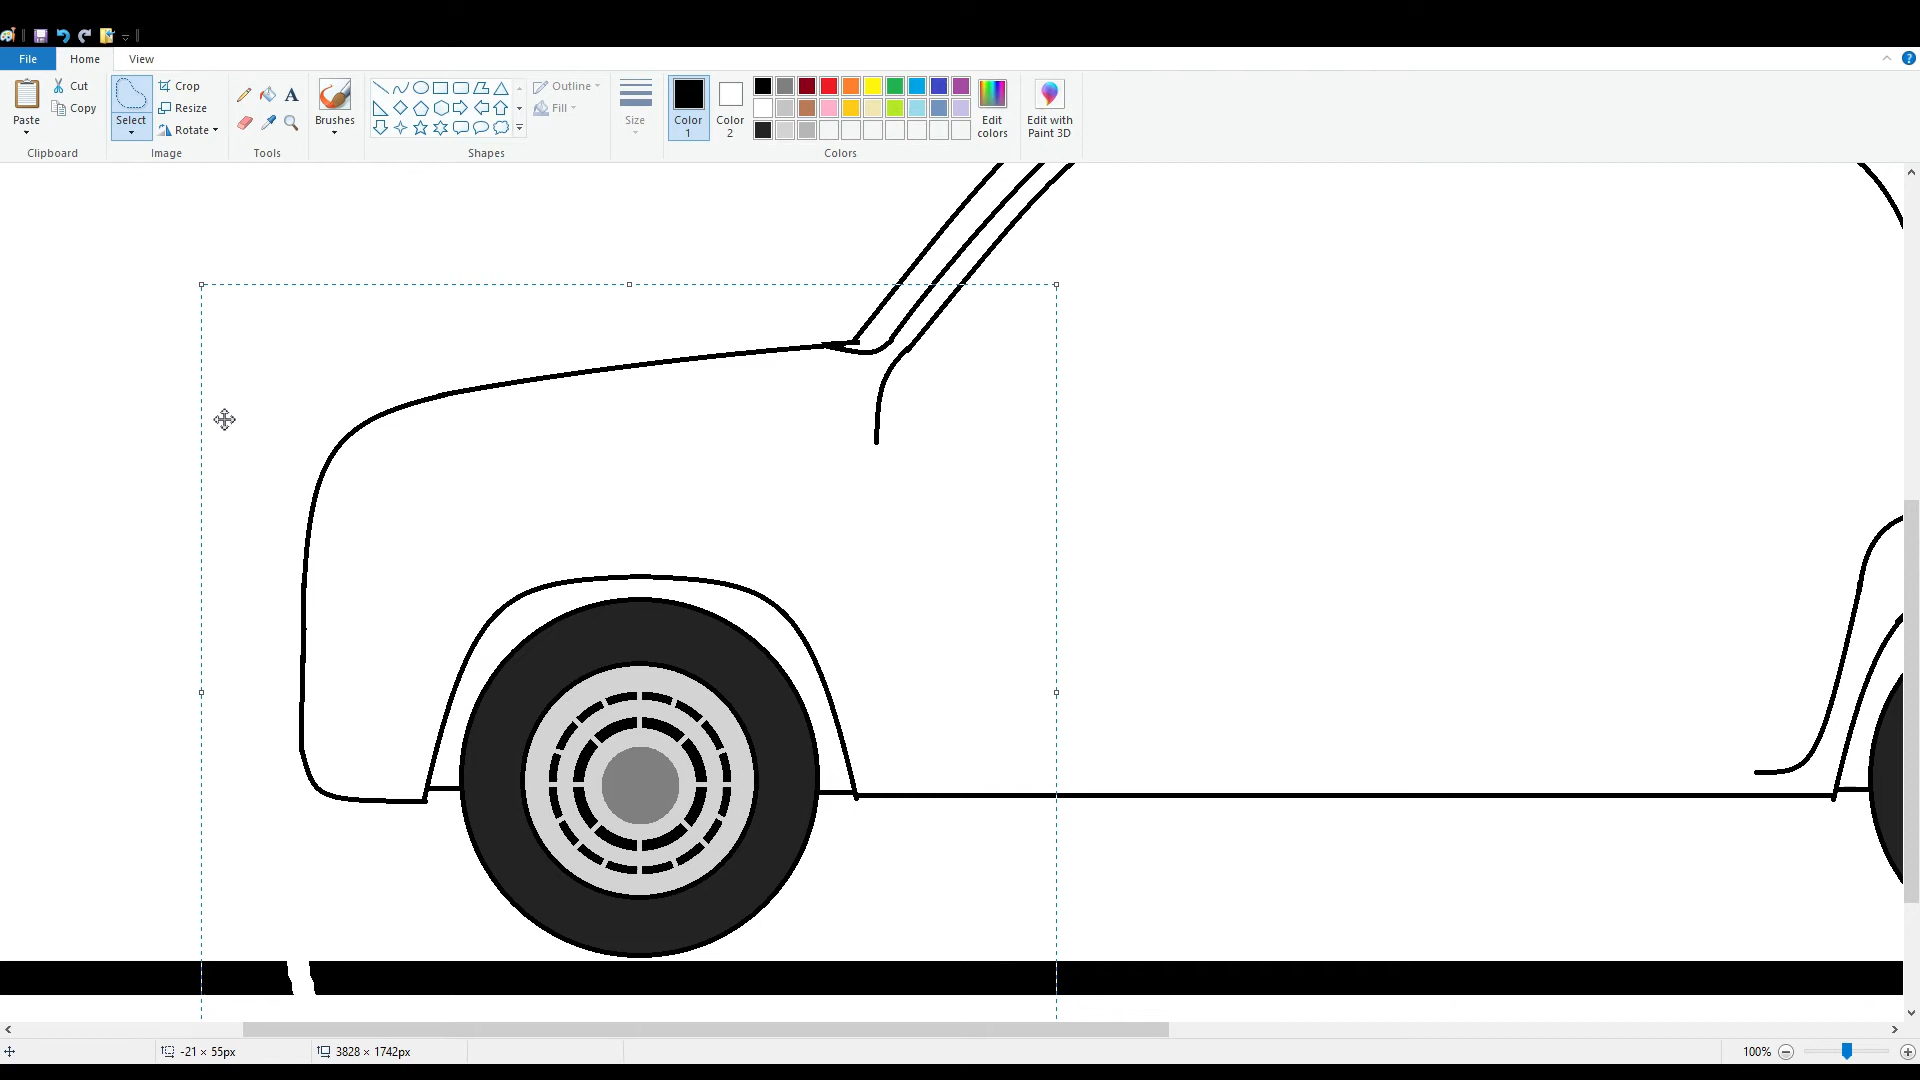 File Home View
Paste
Cut
Copy
Clipboard
Select
Crop
Resize
Rotate
Image
A
Tools
Brushes
Outline
Fill
Shapes
Size
Color 1
Color 2
Edit colors
Colors
Edit with Paint 3D
?
-21 × 55px
3828 × 1742px
100%